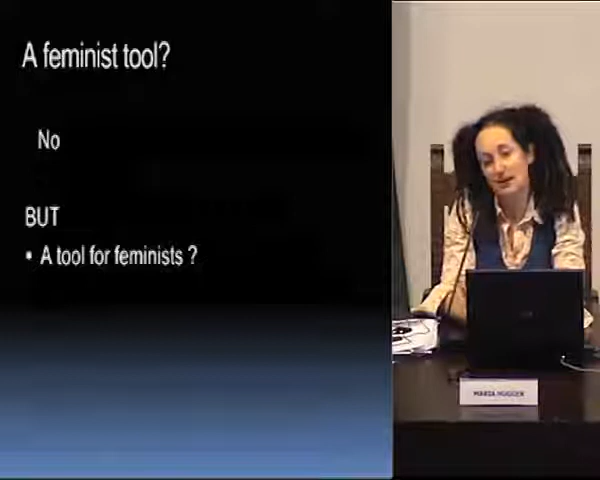 A feminist tool?
No
BUT
▪ A tool for feminists ?